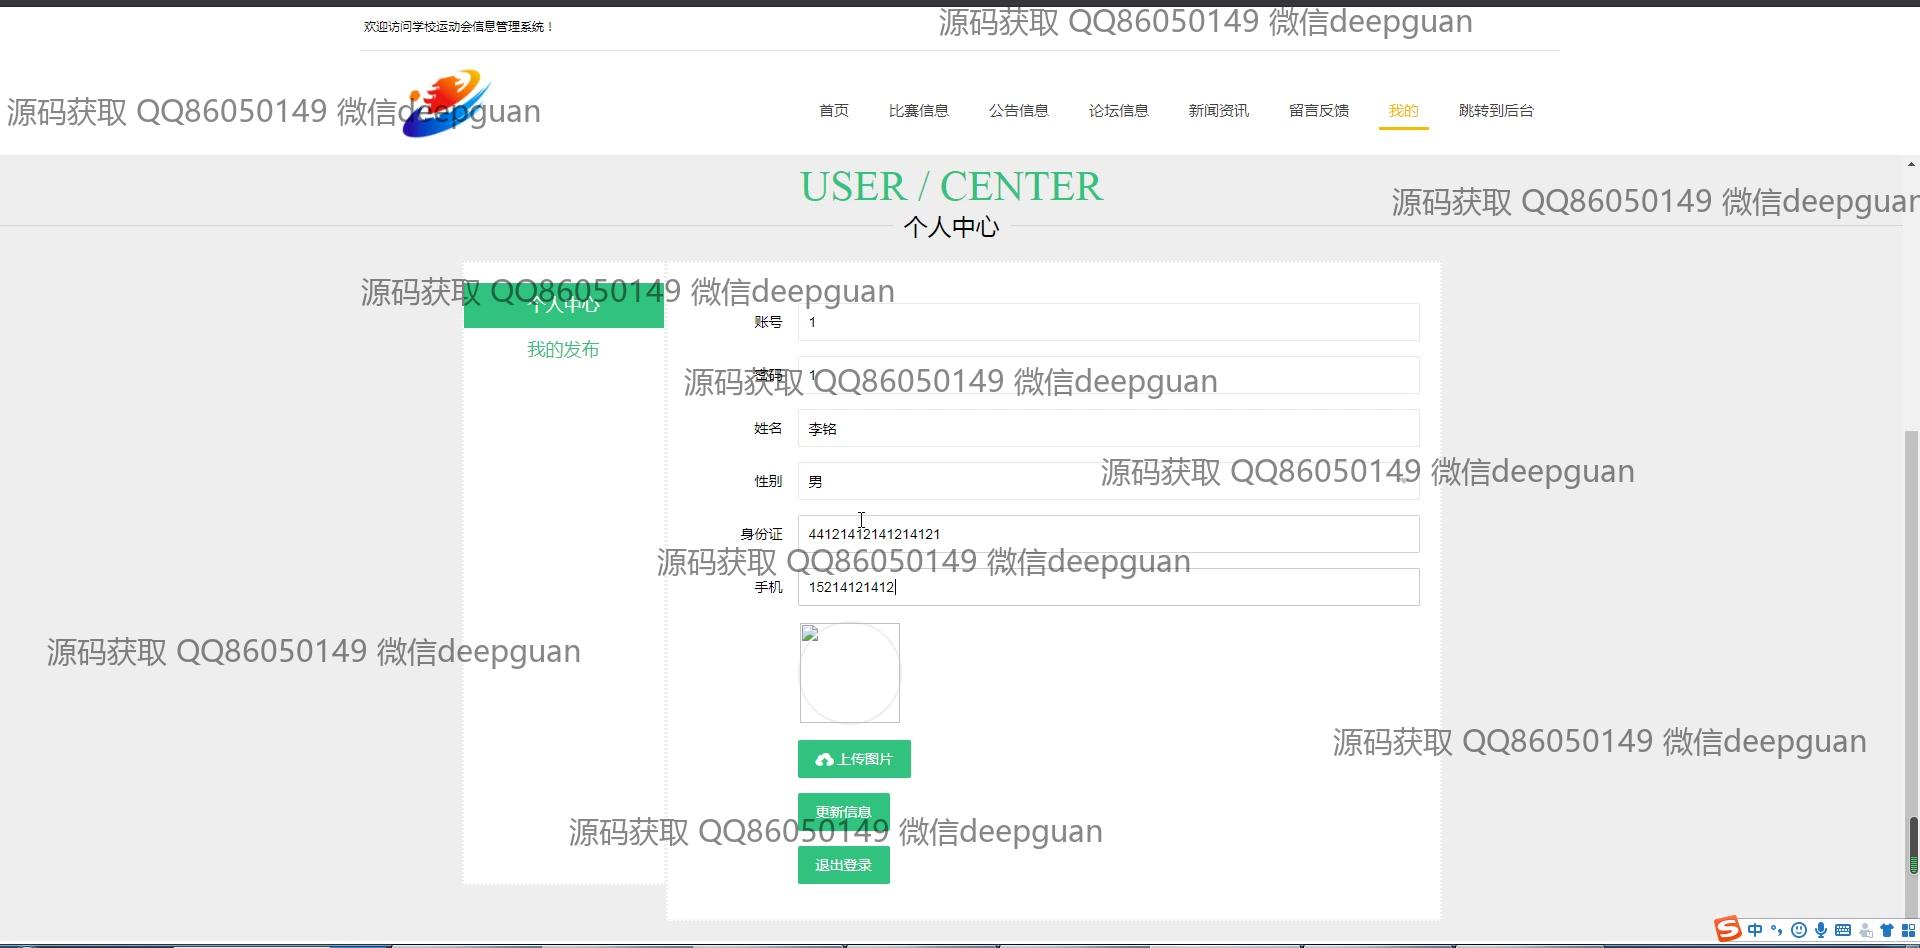 欢迎访问学校运动会信息管理系统！
源码获取 QQ86050149 微信deepguan
源码获取 QQ86050149 微信deepguan
首页 比赛信息 公告信息 论坛信息 新闻资讯 留言反馈 我的 跳转到后台
USER / CENTER
源码获取 QQ86050149 微信deepguan
个人中心
源码获取 QQ86050149 微信deepguan
个人中心
我的发布
账号 1
密码 1
源码获取 QQ86050149 微信deepguan
姓名 李铭
源码获取 QQ86050149 微信deepguan
性别 男
身份证 44121412141214121
源码获取 QQ86050149 微信deepguan
手机 15214121412
源码获取 QQ86050149 微信deepguan
源码获取 QQ86050149 微信deepguan
上传图片
更新信息
源码获取 QQ86050149 微信deepguan
退出登录
S 中